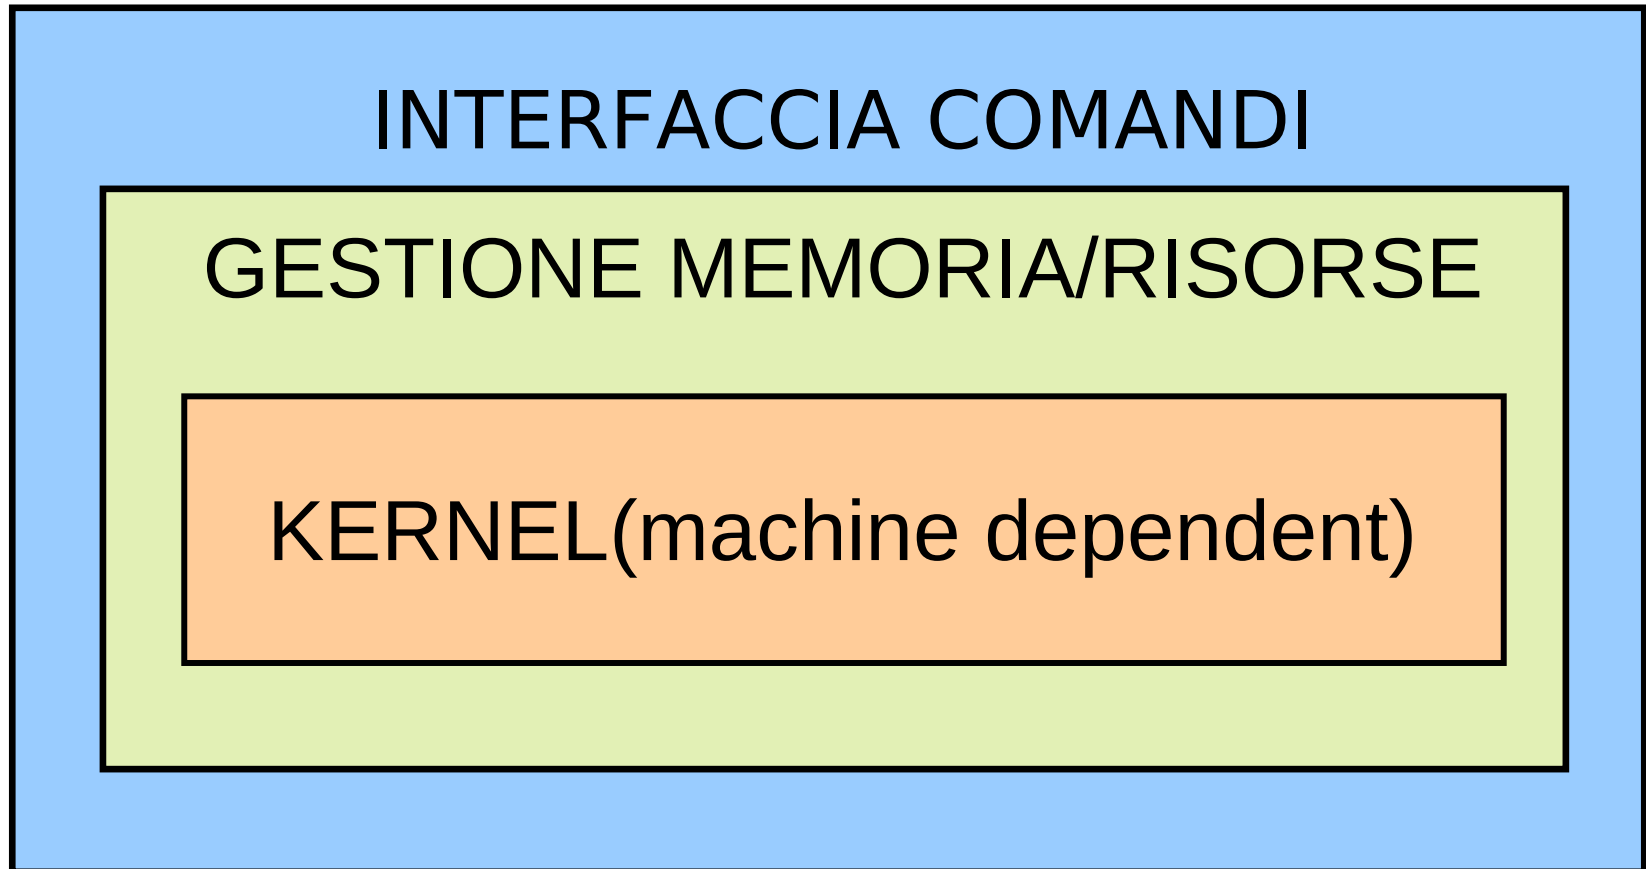 INTERFACCIA COMANDI
GESTIONE MEMORIA/RISORSE
KERNEL(machine dependent)